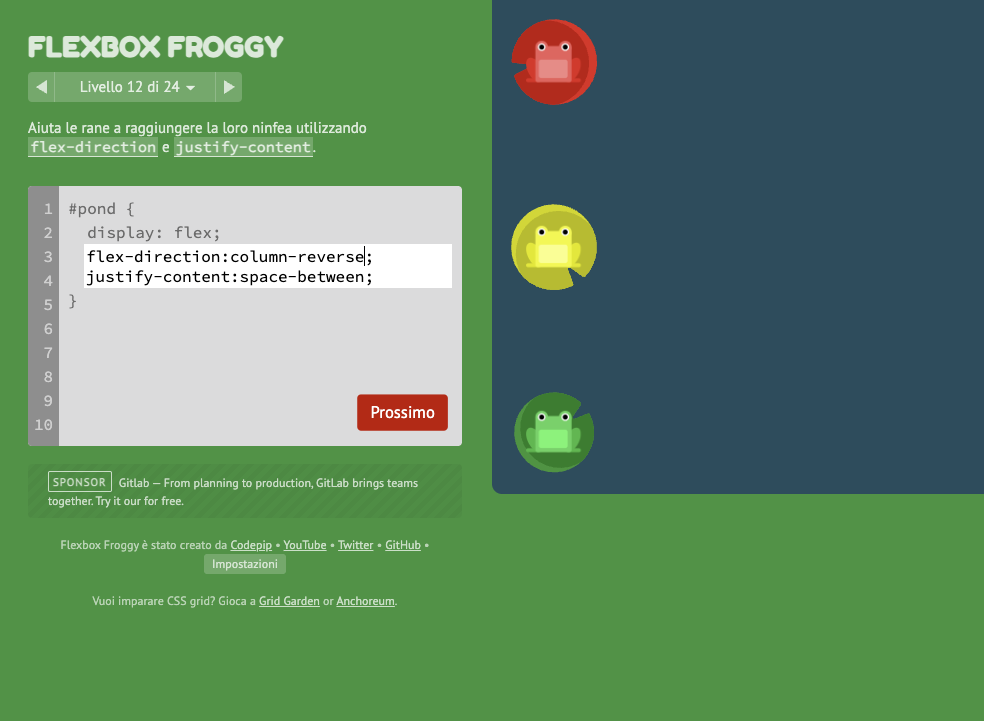 FLEXBOX FROGGY
Livello 12 di 24
Aiuta le rane a raggiungere la loro ninfea utilizzando
flex-direction e justify-content.
1 #pond {
2 display: flex;
3 flex-direction:column-reverse;
4 justify-content:space-between;
5 }
6
7
8
9
10
Prossimo
SPONSOR Gitlab — From planning to production, GitLab brings teams
together. Try it our for free.
Flexbox Froggy è stato creato da Codepip • YouTube • Twitter • GitHub •
Impostazioni
Vuoi imparare CSS grid? Gioca a Grid Garden or Anchoreum.